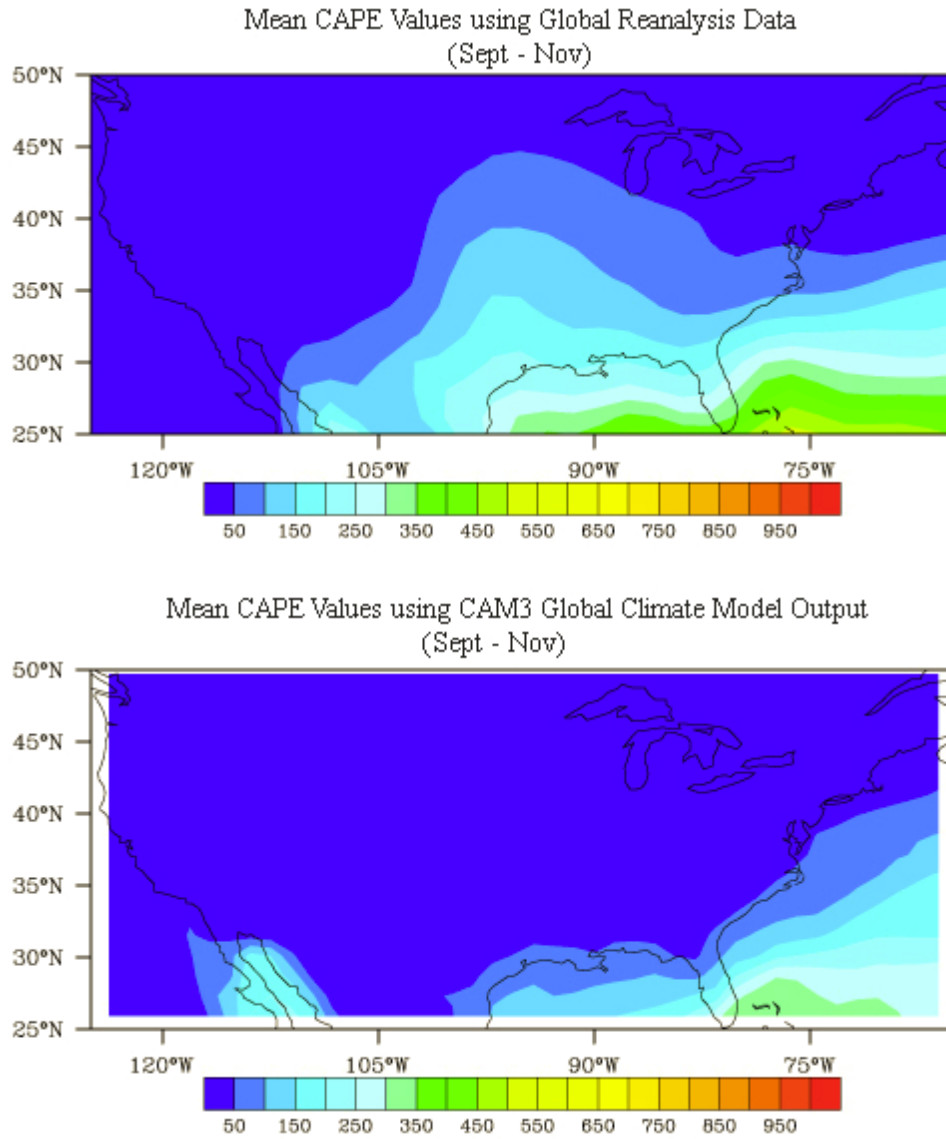 Mean CAPE Values using Global Reanalysis Data
(Sept - Nov)
50°N
45°N
40°N
35°N
30°N
25°N
120°W 105°W 90°W 75°W
50 150 250 350 450 550 650 750 850 950
Mean CAPE Values using CAM3 Global Climate Model Output
(Sept - Nov)
50°N
45°N
40°N
35°N
30°N
25°N
120°W 105°W 90°W 75°W
50 150 250 350 450 550 650 750 850 950